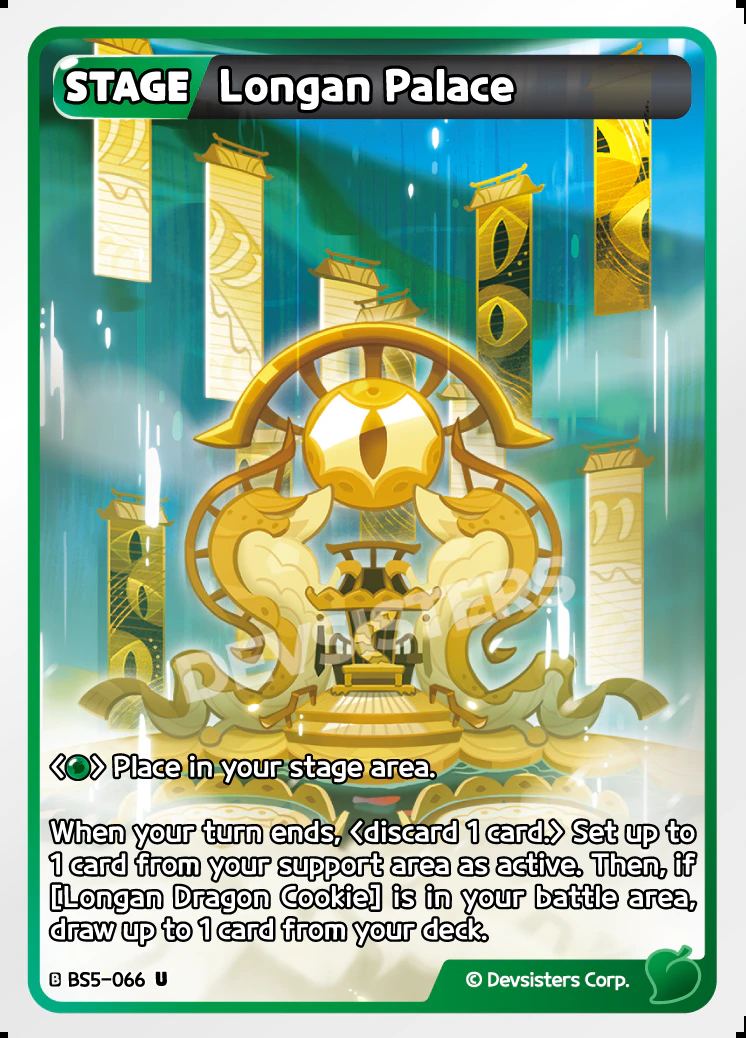 STAGE Longan Palace
DEVSISTERS
<●> Place in your stage area.
When your turn ends, <discard 1 card.> Set up to
1 card from your support area as active. Then, if
[Longan Dragon Cookie] is in your battle area,
draw up to 1 card from your deck.
B BS5-066 U © Devsisters Corp.